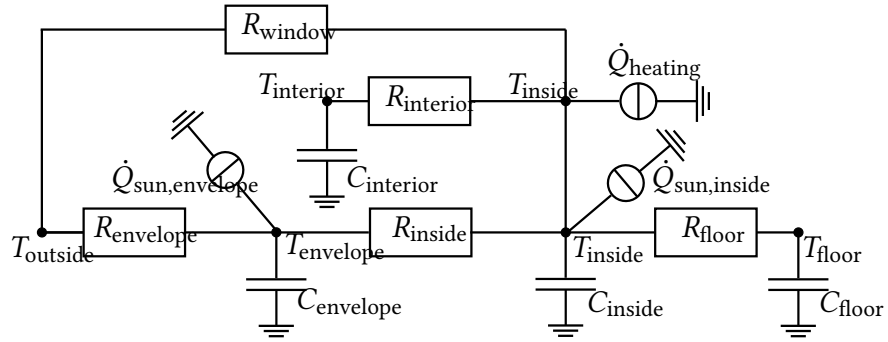 R_window
Q̇_heating
T_interior
R_interior
T_inside
Q̇_sun,envelope
C_interior
Q̇_sun,inside
T_outside
R_envelope
T_envelope
R_inside
T_inside
R_floor
T_floor
C_envelope
C_inside
C_floor